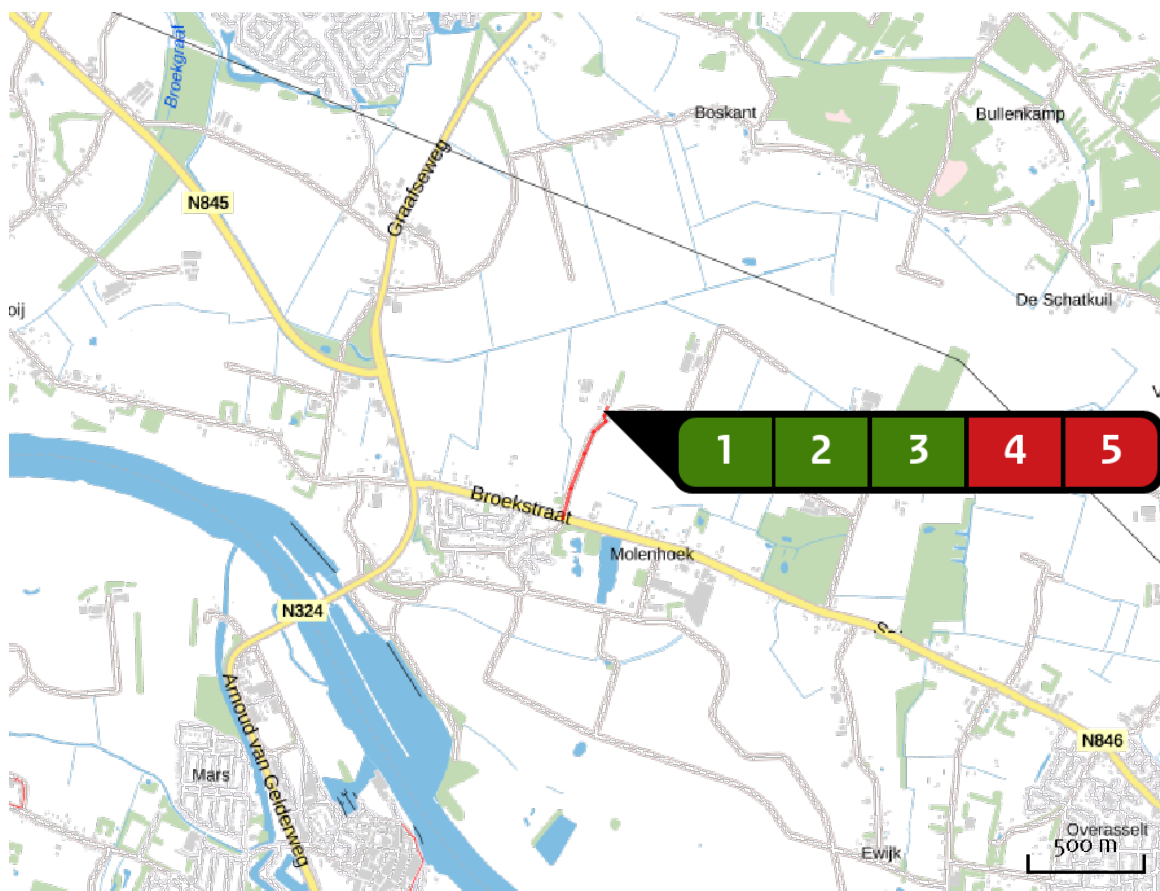 Broekgraaf
Boskant
Bullenkamp
Graafseweg
N845
De Schatkuil
oij
1 2 3 4 5
Broekstraat
Molenhoek
N324
Arnoud van Gelderweg
N846
Mars
Overasselt
Ewijk
500 m